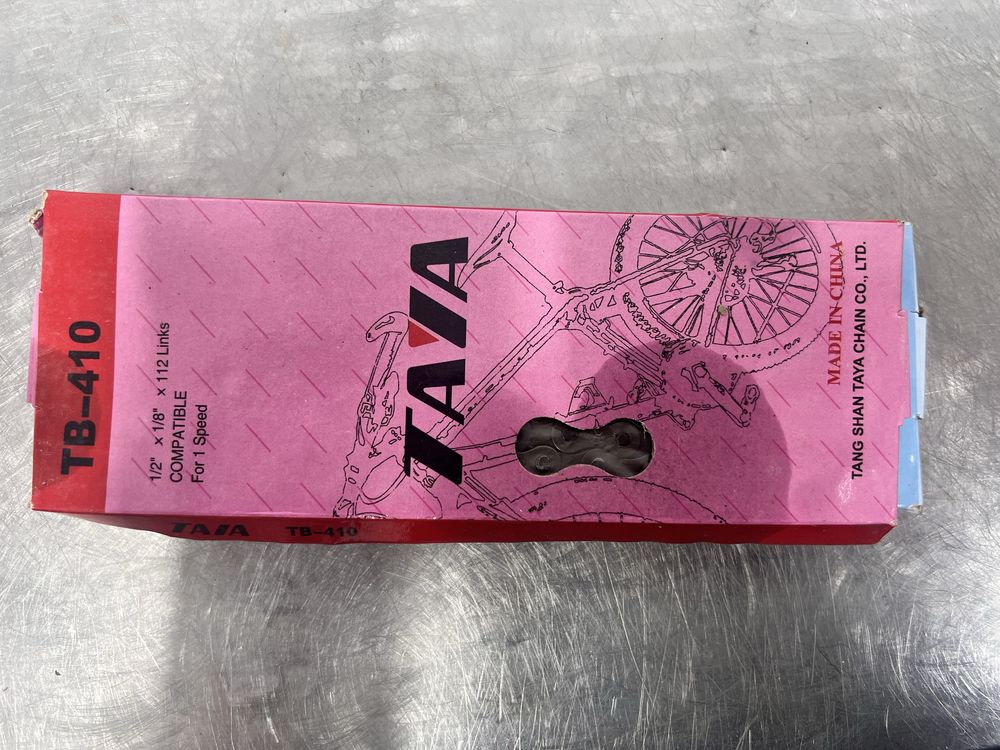 TB-410
1/2" x 1/8" x 112 Links
COMPATIBLE
For 1 Speed
TAYA
MADE IN CHINA
TANG SHAN TAYA CHAIN CO., LTD.
TAYA TB-410